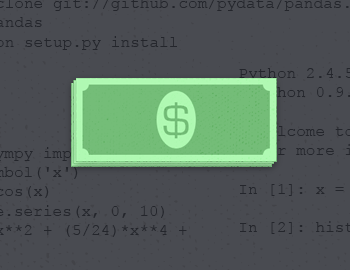 clone git://github.com/pydata/pandas.
andas
on setup.py install
Python 2.4.5
hon 0.9.
$
lcome to
r more i
ympy imp
mbol('x')
cos(x)
e.series(x, 0, 10)
x**2 + (5/24)*x**4 +
In [1]: x =
In [2]: hist